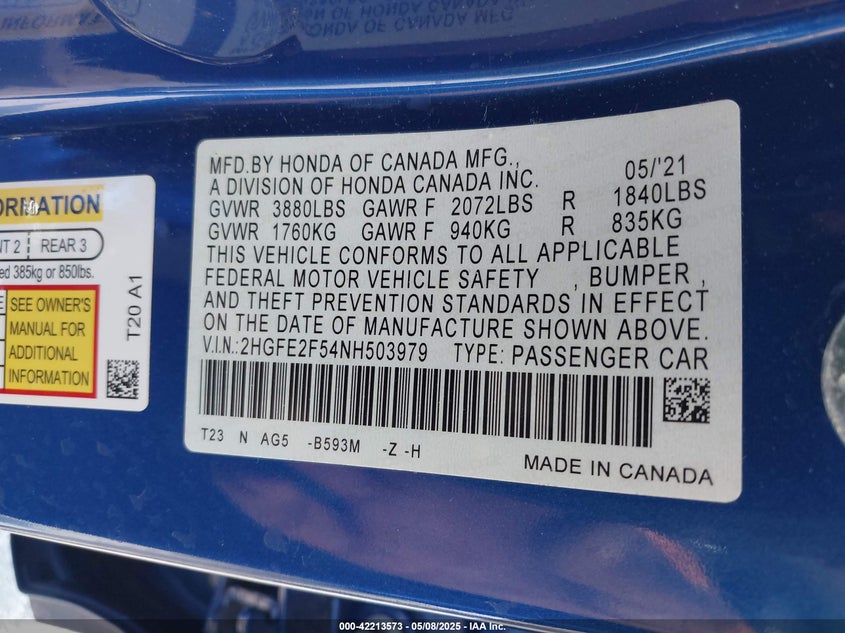 MFD.BY HONDA OF CANADA MFG., 05/'21
A DIVISION OF HONDA CANADA INC.
GVWR 3880LBS GAWR F 2072LBS R 1840LBS
GVWR 1760KG GAWR F 940KG R 835KG
THIS VEHICLE CONFORMS TO ALL APPLICABLE
FEDERAL MOTOR VEHICLE SAFETY , BUMPER ,
AND THEFT PREVENTION STANDARDS IN EFFECT
ON THE DATE OF MANUFACTURE SHOWN ABOVE.
V.I.N.:2HGFE2F54NH503979 TYPE: PASSENGER CAR
T23 N AG5 -B593M -Z -H
MADE IN CANADA
REAR 3
385kg or 850lbs.
SEE OWNER'S
MANUAL FOR
ADDITIONAL
INFORMATION
T20 A1
000-42213573 - 05/08/2025 - IAA Inc.